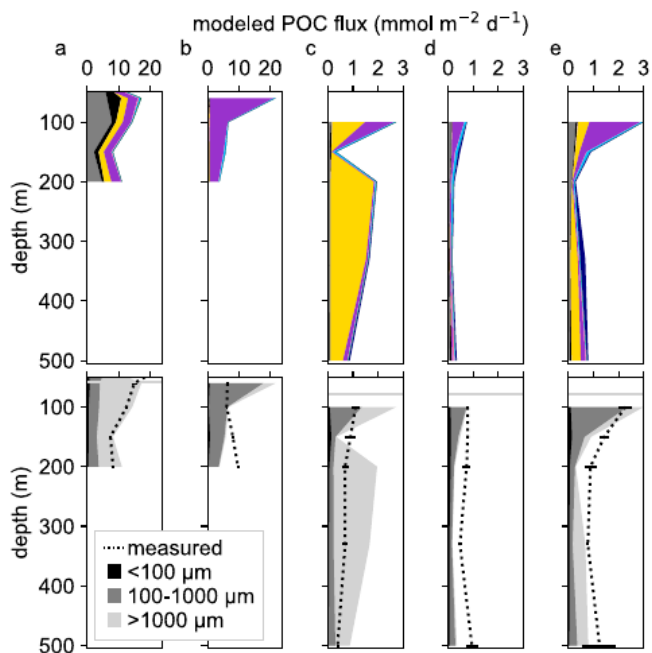 modeled POC flux (mmol m⁻² d⁻¹)
a b c d e
0 10 20 0 10 20 0 1 2 3 0 1 2 3 0 1 2 3
depth (m)
100
200
300
400
500
depth (m)
100
200
300
400
500
measured
<100 µm
100-1000 µm
>1000 µm